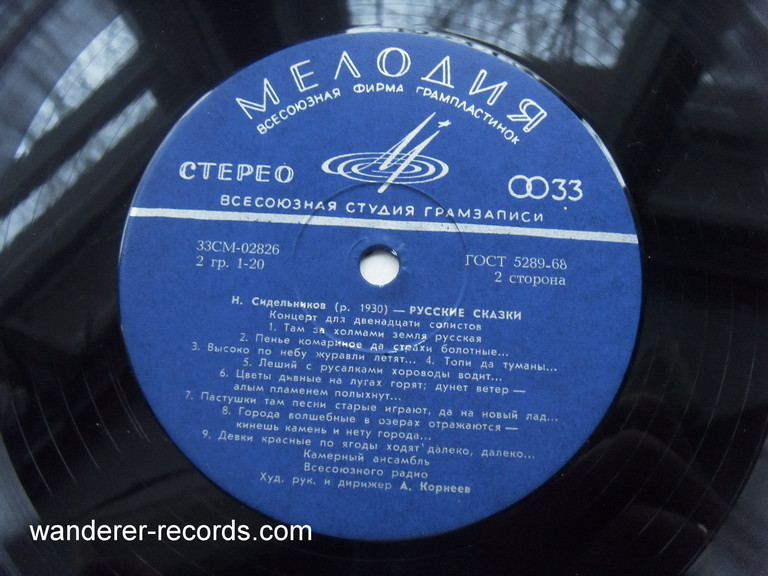 МЕЛОДИЯ
ВСЕСОЮЗНАЯ ФИРМА ГРАМПЛАСТИНОК
СТЕРЕО
33
ВСЕСОЮЗНАЯ СТУДИЯ ГРАМЗАПИСИ
33СМ-02826
2 гр. 1-20
ГОСТ 5289-68
2 сторона
Н. Сидельников (р. 1930) — РУССКИЕ СКАЗКИ
Концерт для двенадцати солистов
1. Там за холмами земля русская
2. Пенье комариное да страхи болотные...
3. Высоко по небу журавли летят... 4. Топи да туманы...
5. Леший с русалками хороводы водит...
6. Цветы дивные на лугах горят; дунет ветер —
алым пламенем полыхнут...
7. Пастушки там песни старые играют, да на новый лад...
8. Города волшебные в озерах отражаются —
кинешь камень и нету города...
9. Девки красные по ягоды ходят далеко, далеко...
Камерный ансамбль
Всесоюзного радио
Худ. рук. и дирижер А. Корнеев
wanderer-records.com